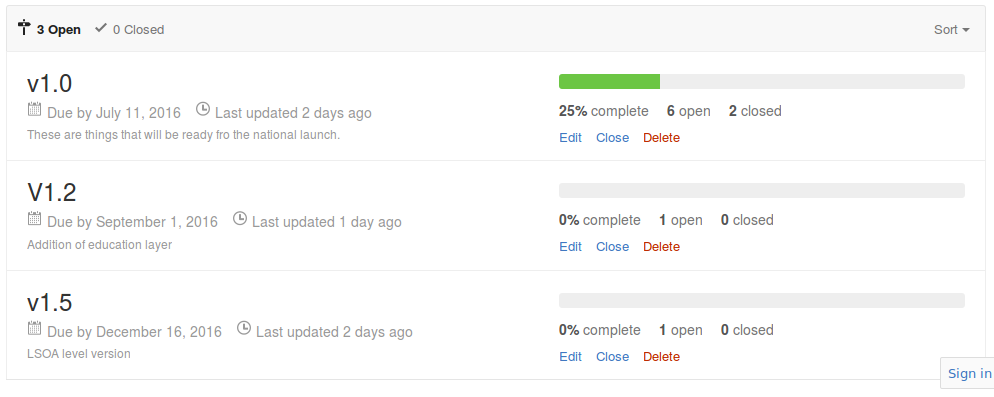 3 Open 0 Closed Sort
v1.0
Due by July 11, 2016 Last updated 2 days ago
These are things that will be ready fro the national launch.
25% complete 6 open 2 closed
Edit Close Delete
V1.2
Due by September 1, 2016 Last updated 1 day ago
Addition of education layer
0% complete 1 open 0 closed
Edit Close Delete
v1.5
Due by December 16, 2016 Last updated 2 days ago
LSOA level version
0% complete 1 open 0 closed
Edit Close Delete
Sign in